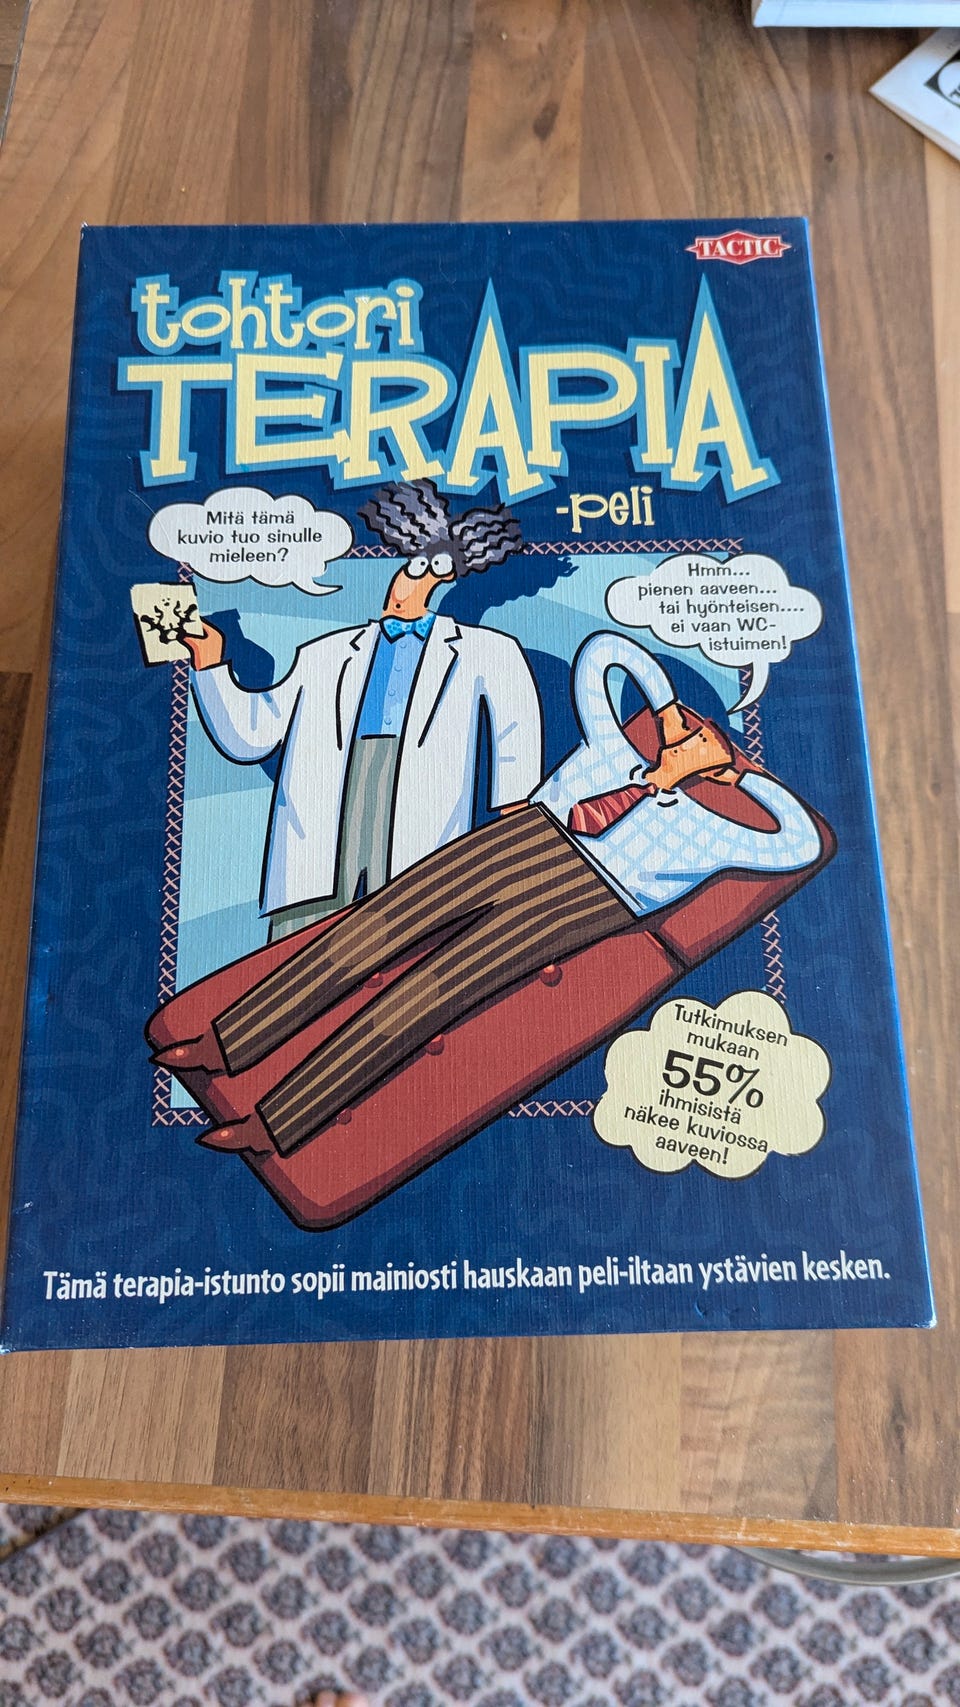 TACTIC
tohtori
TERAPIA
-peli
Mitä tämä
kuvio tuo sinulle
mieleen?
Hmm...
pienen aaveen...
tai hyönteisen....
ei vaan WC-
istuimen!
Tutkimuksen
mukaan
55%
ihmisistä
näkee kuviossa
aaveen!
Tämä terapia-istunto sopii mainiosti hauskaan peli-iltaan ystävien kesken.